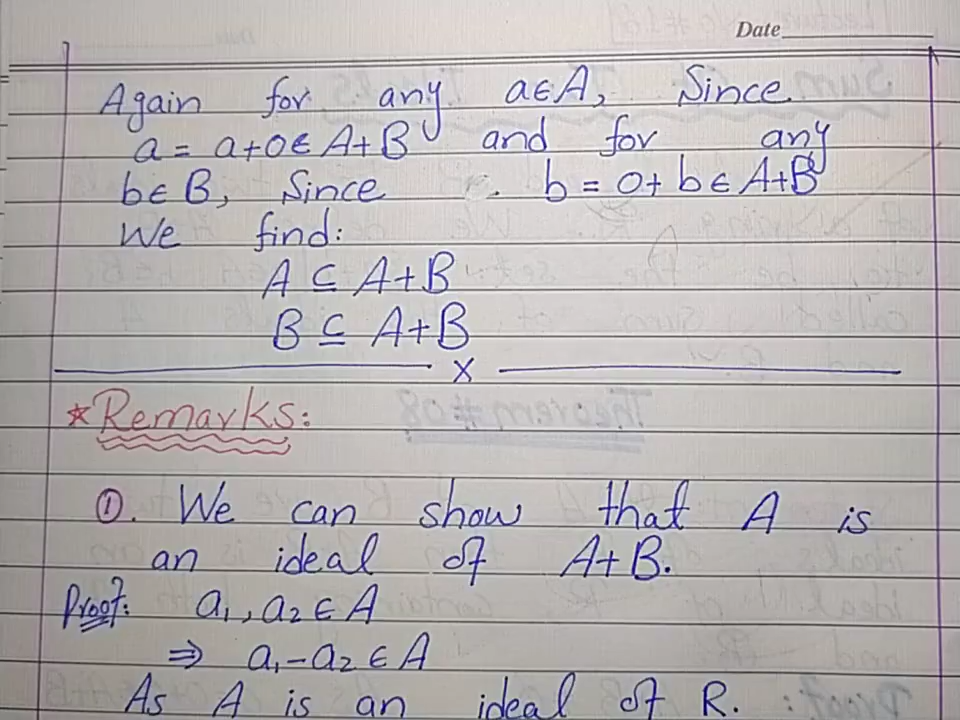 Date
Again for any a∈A, Since
a = a+0∈ A+B and for any
b∈B, Since b = 0+b∈A+B
We find:
A ⊆ A+B
B ⊆ A+B
x
*Remarks:
①. We can show that A is
an ideal of A+B.
Proof: a₁, a₂ ∈ A
⇒ a₁-a₂ ∈ A
As A is an ideal of R.